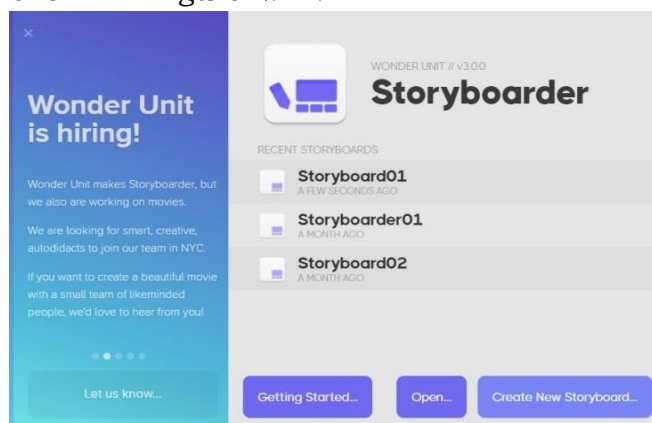 ×
Wonder Unit
is hiring!
Wonder Unit makes Storyboarder, but
we also are working on movies.
We are looking for smart, creative,
autodidacts to join our team in NYC.
If you want to create a beautiful movie
with a small team of likeminded
people, we'd love to hear from you!
Let us know...
WONDER UNIT // v3.0.0
Storyboarder
RECENT STORYBOARDS
Storyboard01
A FEW SECONDS AGO
Storyboarder01
A MONTH AGO
Storyboard02
A MONTH AGO
Getting Started...
Open...
Create New Storyboard...